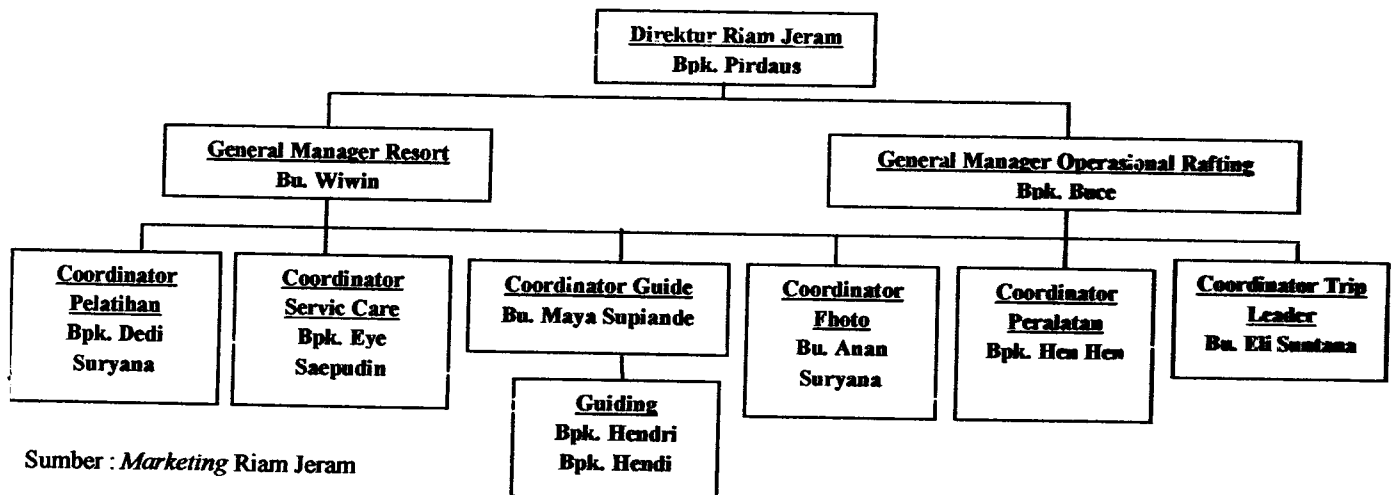 Direktur Riam Jeram
Bpk. Pirdaus
General Manager Resort
Bu. Wiwin
General Manager Operasional Rafting
Bpk. Buce
Coordinator
Pelatihan
Bpk. Dedi
Suryana
Coordinator
Servic Care
Bpk. Eye
Saepudin
Coordinator Guide
Bu. Maya Supiande
Coordinator
Fhoto
Bu. Anan
Suryana
Coordinator
Peralatan
Bpk. Hen Hen
Coordinator Trip
Leader
Bu. Eli Suntana
Guiding
Bpk. Hendri
Bpk. Hendi
Sumber : Marketing Riam Jeram